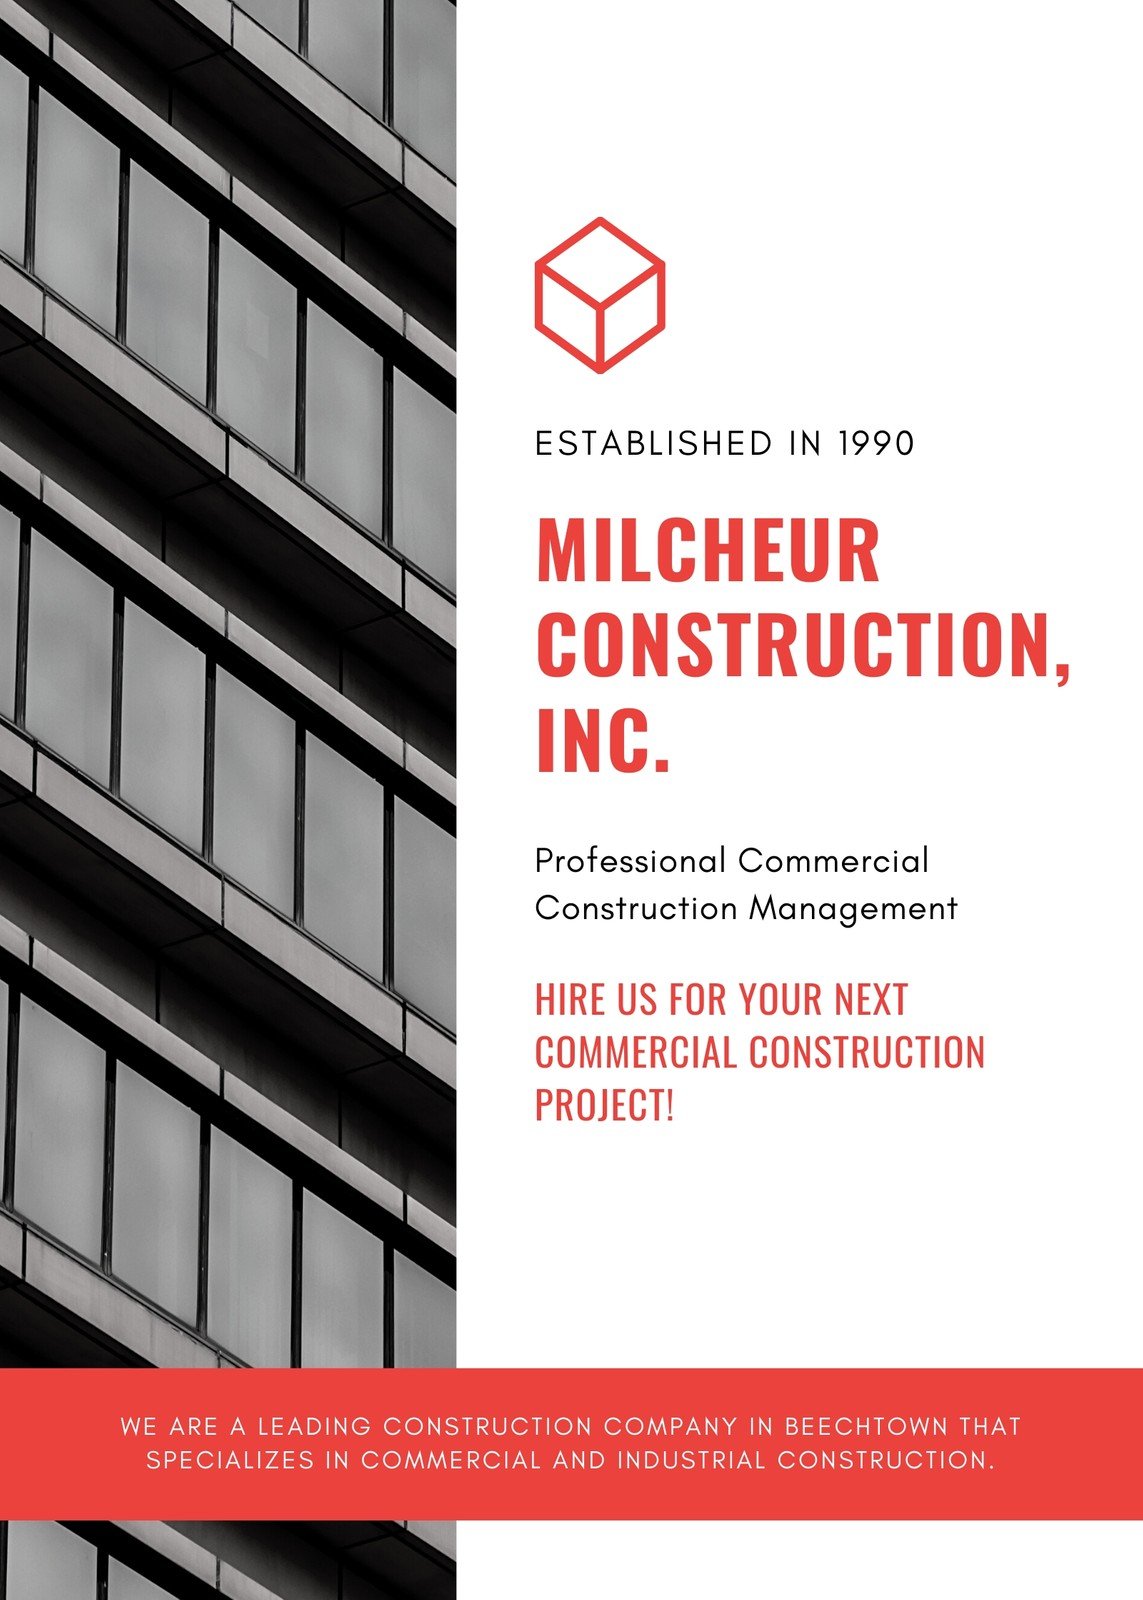 ESTABLISHED IN 1990
MILCHEUR
CONSTRUCTION,
INC.
Professional Commercial
Construction Management
HIRE US FOR YOUR NEXT
COMMERCIAL CONSTRUCTION
PROJECT!
WE ARE A LEADING CONSTRUCTION COMPANY IN BEECHTOWN THAT
SPECIALIZES IN COMMERCIAL AND INDUSTRIAL CONSTRUCTION.